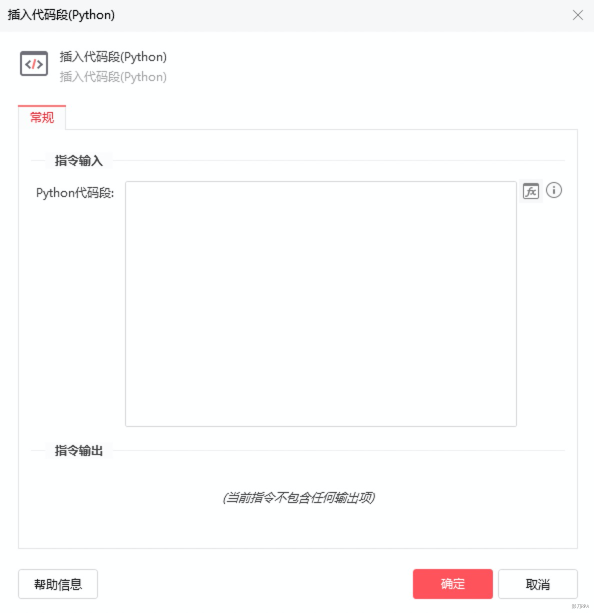 插入代码段(Python)
插入代码段(Python)
插入代码段(Python)
常规
指令输入
Python代码段:
指令输出
(当前指令不包含任何输出项)
帮助信息
确定
取消